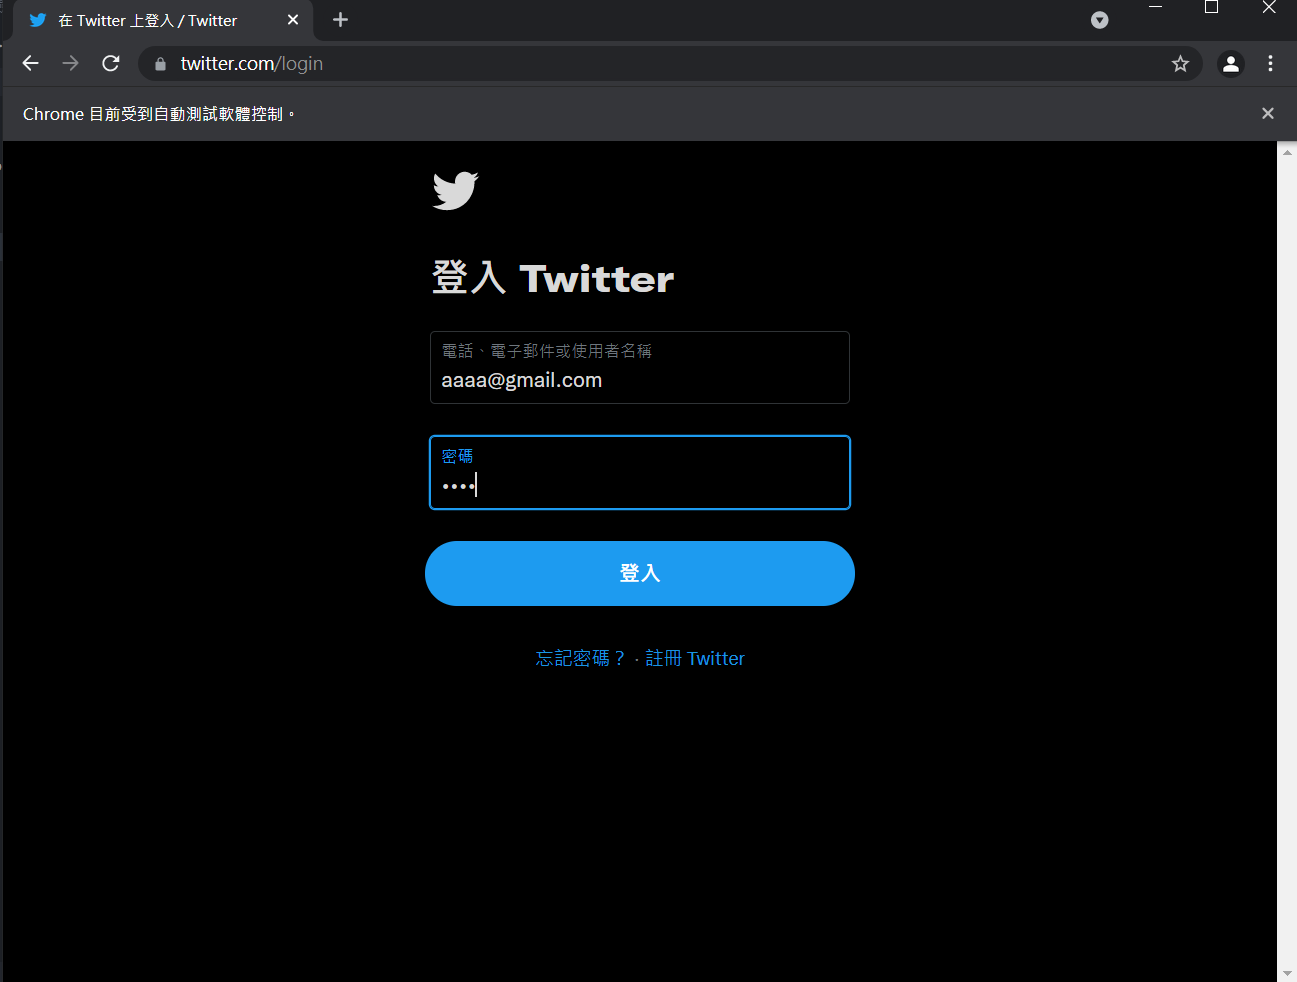 在 Twitter 上登入 / Twitter
twitter.com/login
Chrome 目前受到自動測試軟體控制。
登入 Twitter
電話、電子郵件或使用者名稱
aaaa@gmail.com
密碼
••••
登入
忘記密碼？ · 註冊 Twitter